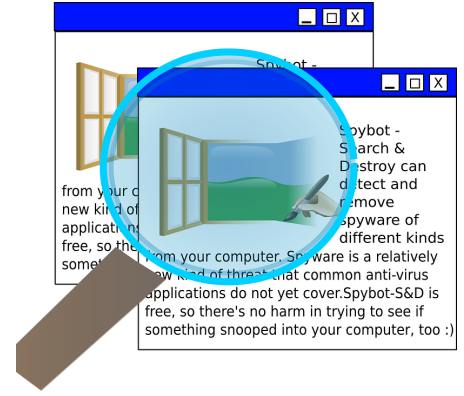 X
Spybot -
from your c
new kind of
applications
free, so the
somet
X
Spybot -
Search &
Destroy can
detect and
remove
spyware of
different kinds
from your computer. Spyware is a relatively
new kind of threat that common anti-virus
applications do not yet cover.Spybot-S&D is
free, so there's no harm in trying to see if
something snooped into your computer, too :)